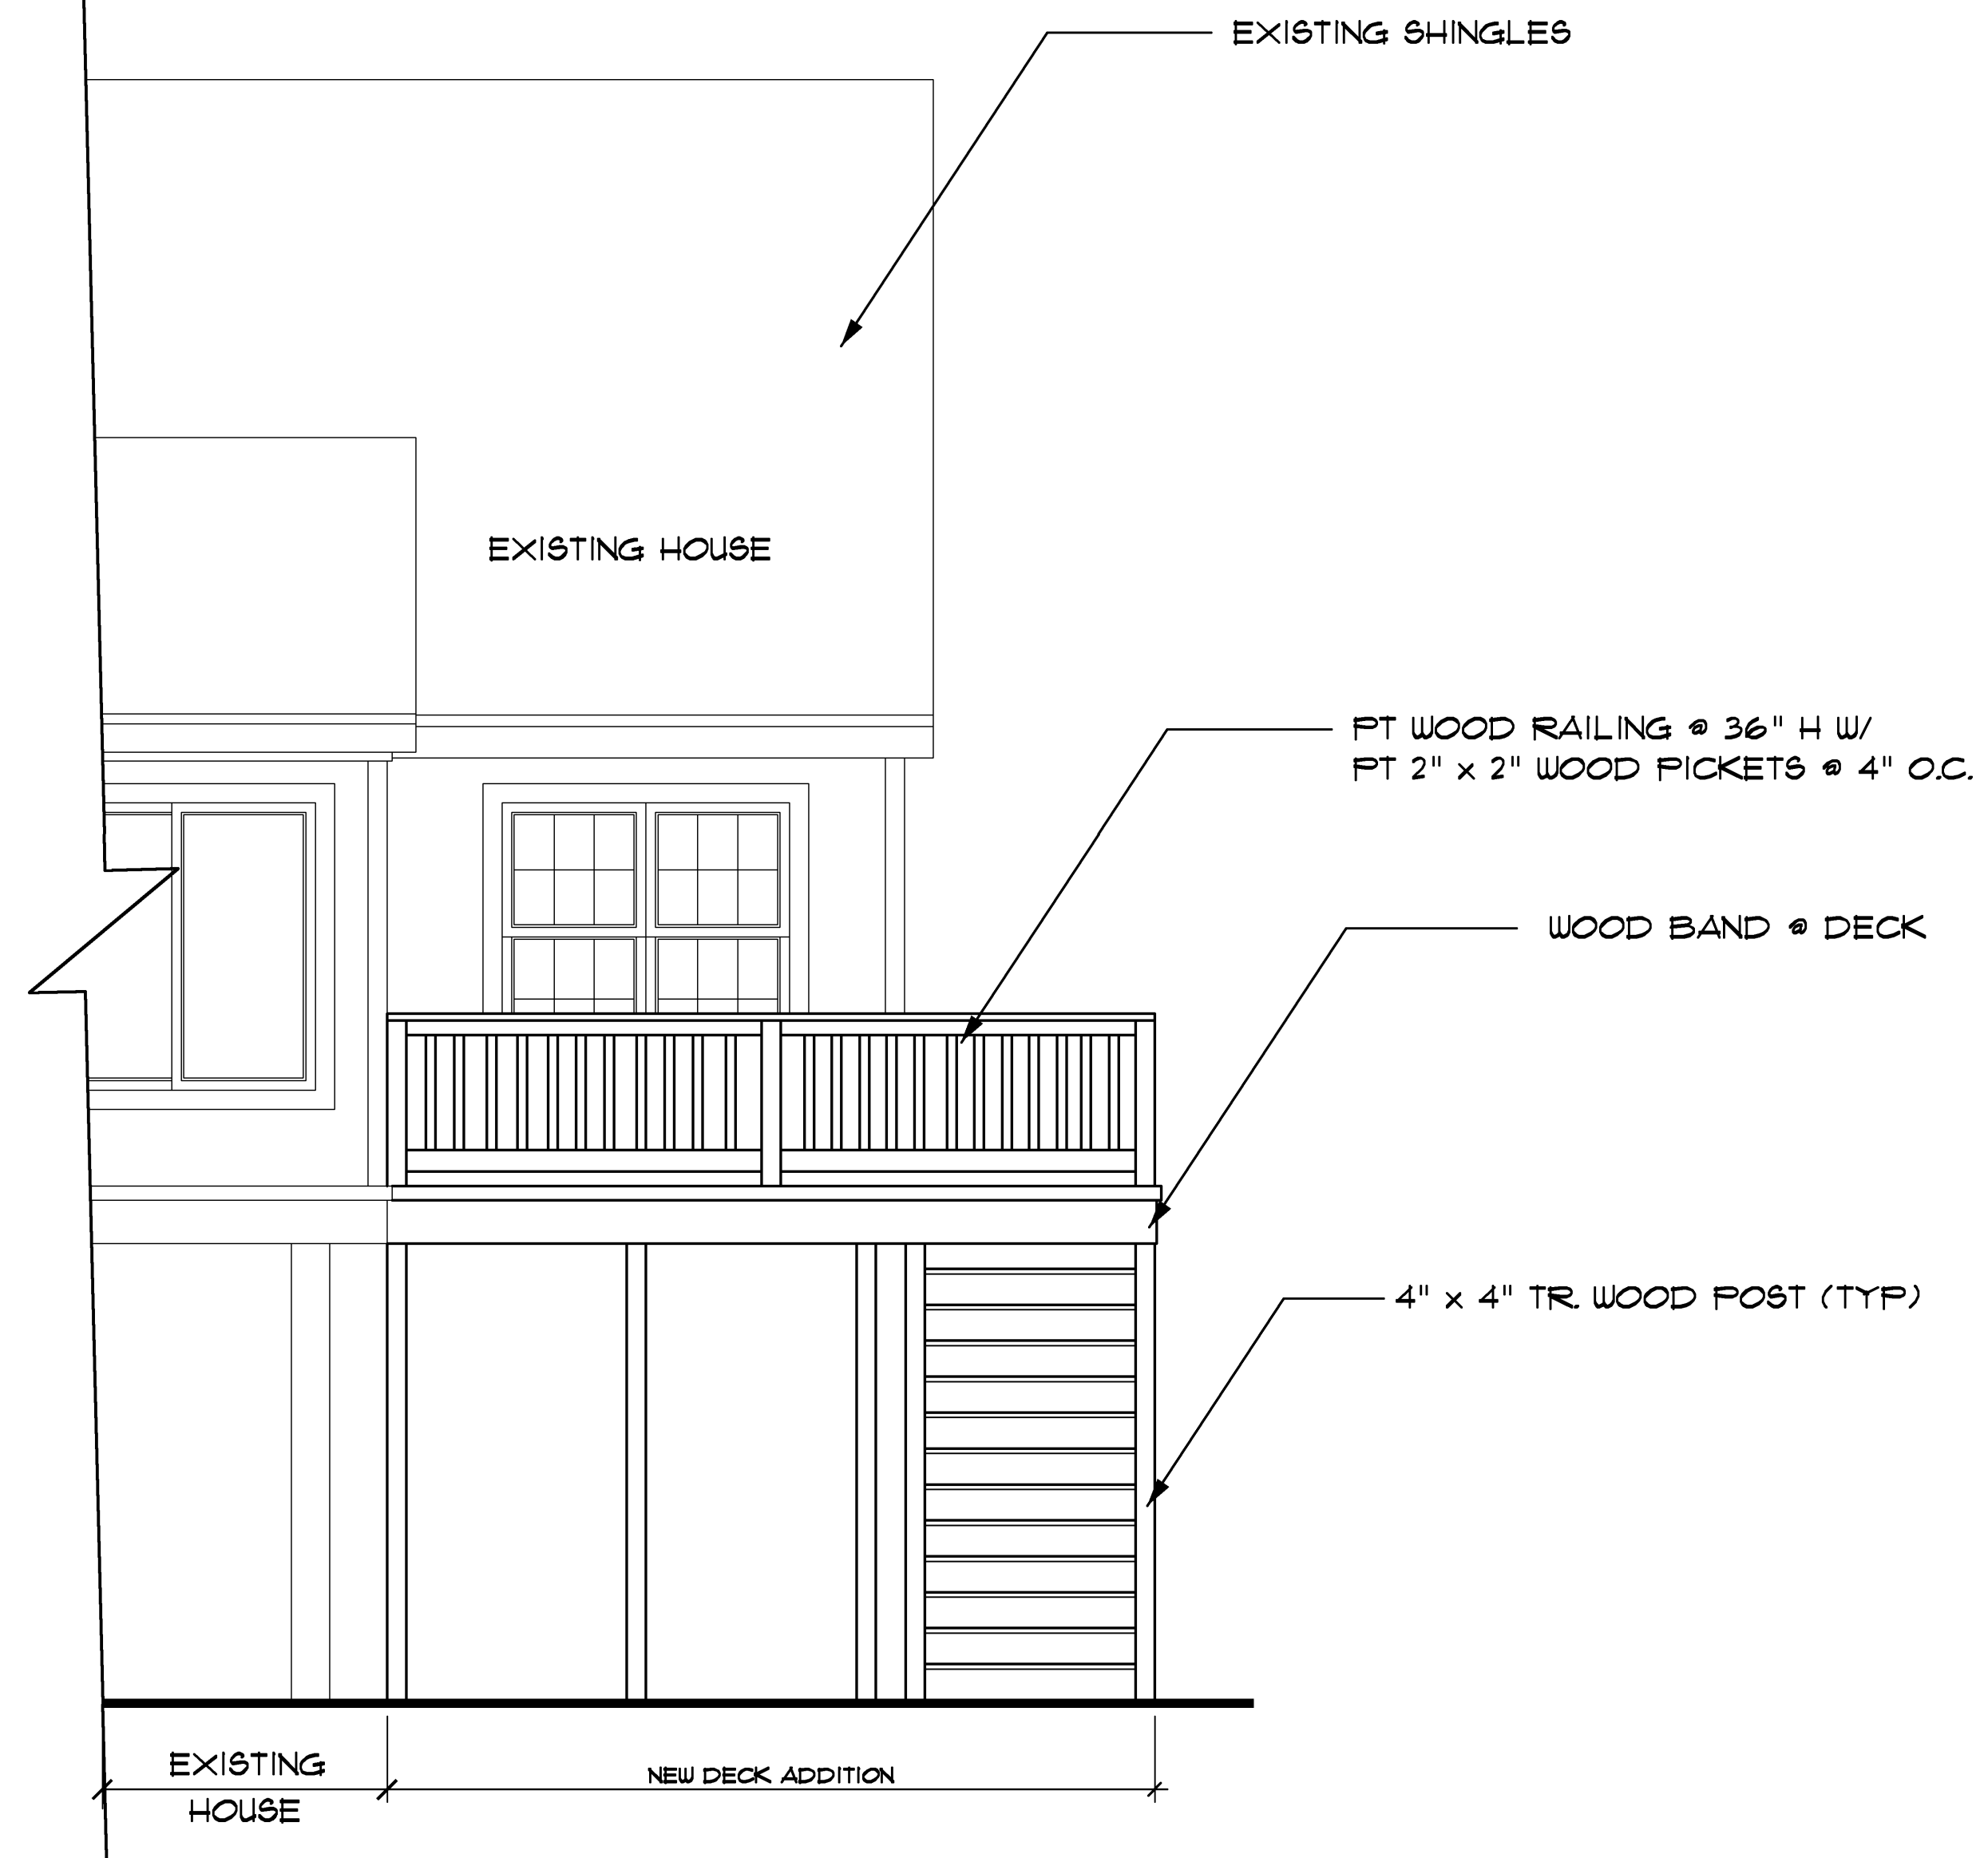 EXISTING SHINGLES
EXISTING HOUSE
PT WOOD RAILING @ 36" H W/
PT 2" x 2" WOOD PICKETS @ 4" O.C.
WOOD BAND @ DECK
4" x 4" TR. WOOD POST (TYP)
EXISTING
HOUSE
NEW DECK ADDITION